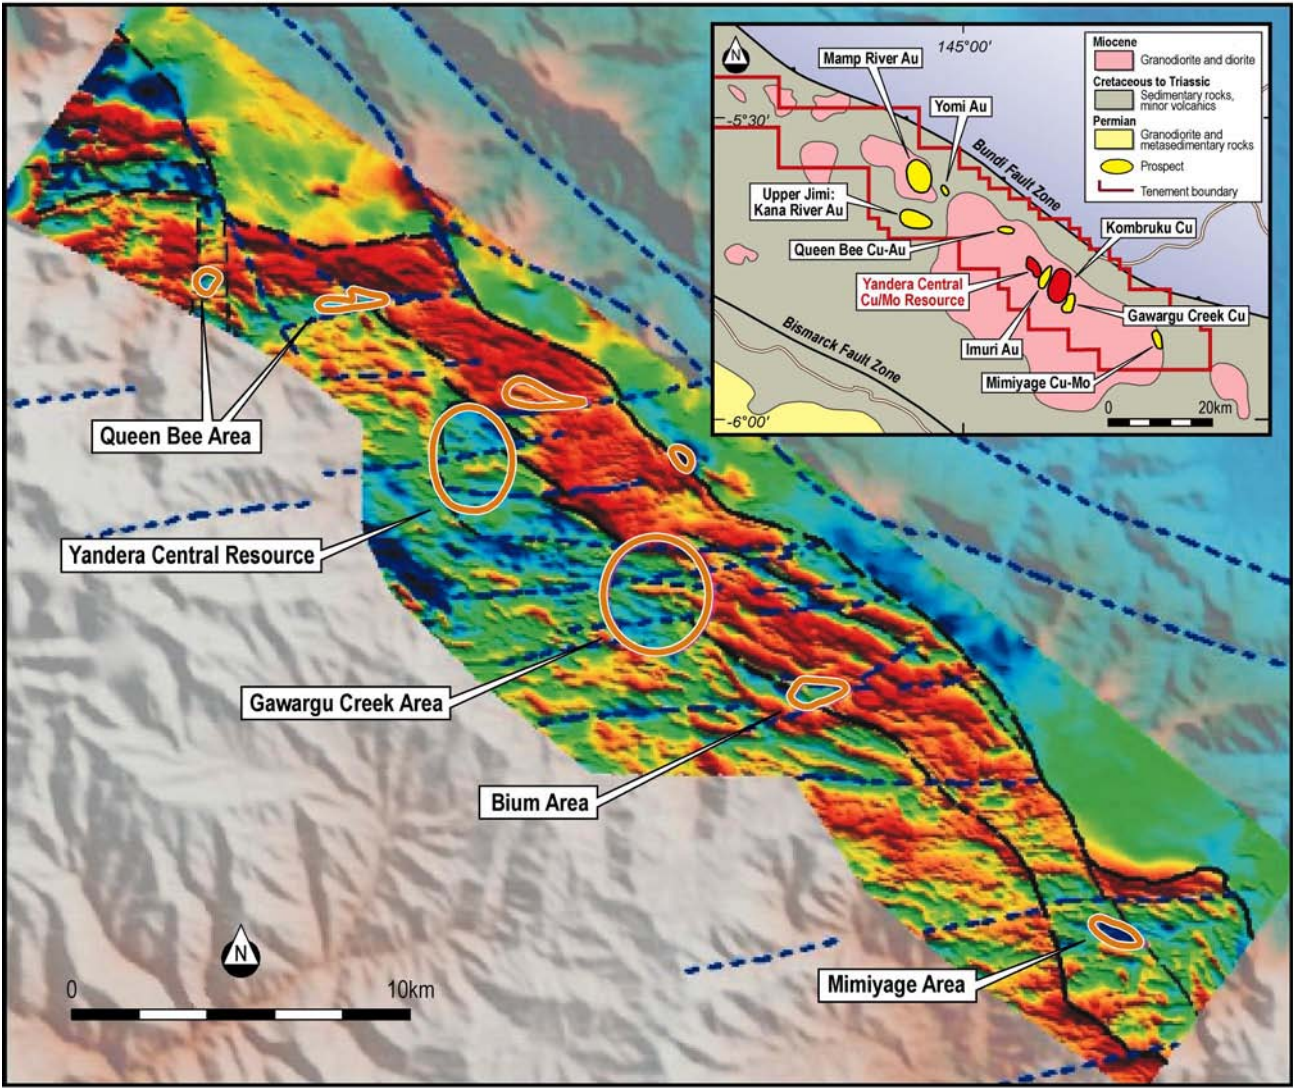 Queen Bee Area
Yandera Central Resource
Gawargu Creek Area
Bium Area
Mimiyage Area
N
0
10km
N
145°00'
-5°30'
-6°00'
Mamp River Au
Yomi Au
Bundi Fault Zone
Upper Jimi:
Kana River Au
Queen Bee Cu-Au
Kombruku Cu
Yandera Central
Cu/Mo Resource
Gawargu Creek Cu
Imuri Au
Mimiyage Cu-Mo
Bismarck Fault Zone
0
20km
Miocene
Granodiorite and diorite
Cretaceous to Triassic
Sedimentary rocks,
minor volcanics
Permian
Granodiorite and
metasedimentary rocks
Prospect
Tenement boundary